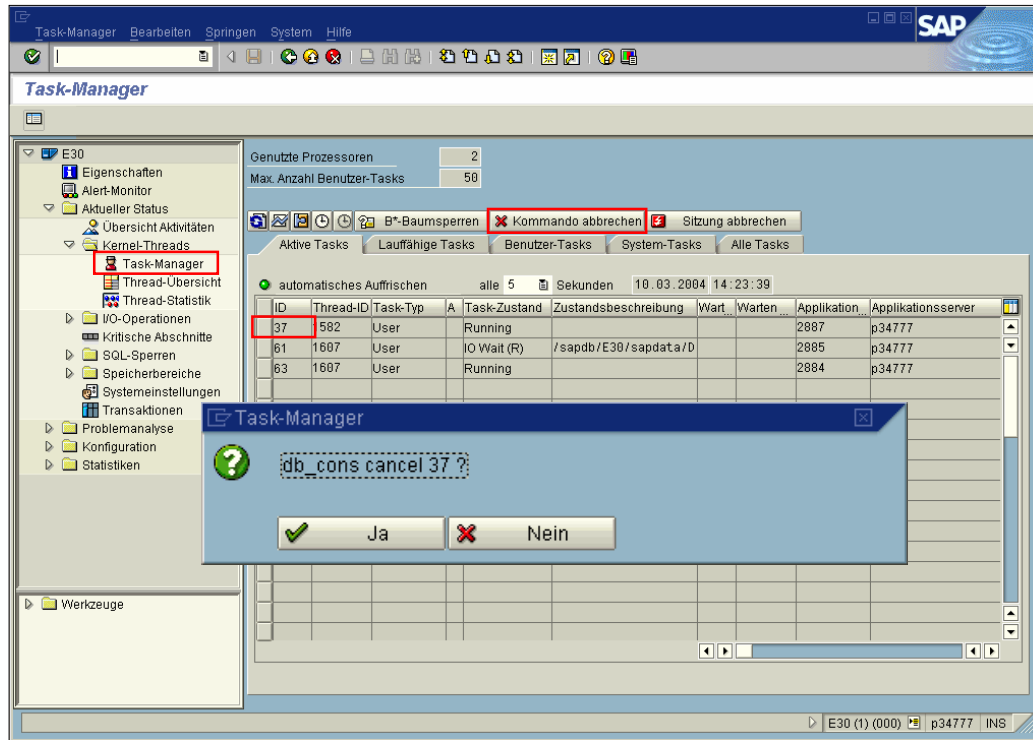 Task-Manager Bearbeiten Springen System Hilfe
SAP
Task-Manager
E30
Eigenschaften
Alert-Monitor
Aktueller Status
Übersicht Aktivitäten
Kernel-Threads
Task-Manager
Thread-Übersicht
Thread-Statistik
I/O-Operationen
Kritische Abschnitte
SQL-Sperren
Speicherbereiche
Systemeinstellungen
Transaktionen
Problemanalyse
Konfiguration
Statistiken
Werkzeuge
Genutzte Prozessoren 2
Max. Anzahl Benutzer-Tasks 50
B*-Baumsperren Kommando abbrechen Sitzung abbrechen
Aktive Tasks Lauffähige Tasks Benutzer-Tasks System-Tasks Alle Tasks
automatisches Auffrischen alle 5 Sekunden 10.03.2004 14:23:39
ID Thread-ID Task-Typ A Task-Zustand Zustandsbeschreibung Wart... Warten... Applikation... Applikationsserver
37 1582 User Running 2887 p34777
61 1607 User IO Wait (R) /sapdb/E30/sapdata/D 2885 p34777
63 1607 User Running 2884 p34777
Task-Manager
db_cons cancel 37 ?
Ja Nein
E30 (1) (000) p34777 INS